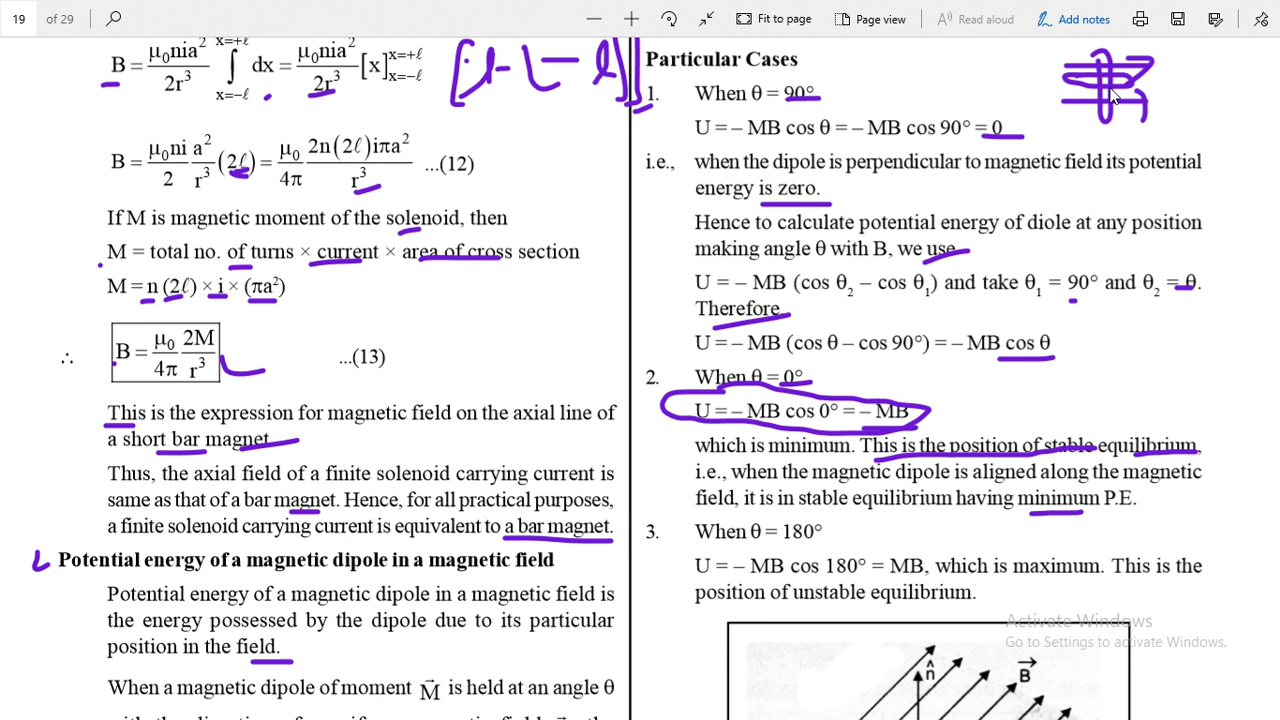 19 of 29
Fit to page
Page view
Read aloud
Add notes
B = μ₀nia²/2r³ ∫ₓ₌₋ℓˣ⁼⁺ℓ dx = μ₀nia²/2r³ [x]ₓ₌₋ℓˣ⁼⁺ℓ
B = μ₀ni/2 a²/r³ (2ℓ) = μ₀/4π 2n(2ℓ)iπa²/r³ ...(12)
If M is magnetic moment of the solenoid, then
M = total no. of turns × current × area of cross section
M = n (2ℓ) × i × (πa²)
∴ B = μ₀/4π 2M/r³ ...(13)
This is the expression for magnetic field on the axial line of
a short bar magnet
Thus, the axial field of a finite solenoid carrying current is
same as that of a bar magnet. Hence, for all practical purposes,
a finite solenoid carrying current is equivalent to a bar magnet.
Potential energy of a magnetic dipole in a magnetic field
Potential energy of a magnetic dipole in a magnetic field is
the energy possessed by the dipole due to its particular
position in the field.
When a magnetic dipole of moment M⃗ is held at an angle θ
Particular Cases
1. When θ = 90°
U = – MB cos θ = – MB cos 90° = 0
i.e., when the dipole is perpendicular to magnetic field its potential
energy is zero.
Hence to calculate potential energy of diole at any position
making angle θ with B, we use
U = – MB (cos θ₂ – cos θ₁) and take θ₁ = 90° and θ₂ = θ.
Therefore
U = – MB (cos θ – cos 90°) = – MB cos θ
2. When θ = 0°
U = – MB cos 0° = – MB
which is minimum. This is the position of stable equilibrium,
i.e., when the magnetic dipole is aligned along the magnetic
field, it is in stable equilibrium having minimum P.E.
3. When θ = 180°
U = – MB cos 180° = MB, which is maximum. This is the
position of unstable equilibrium.
n̂ B⃗
Activate Windows
Go to Settings to activate Windows.